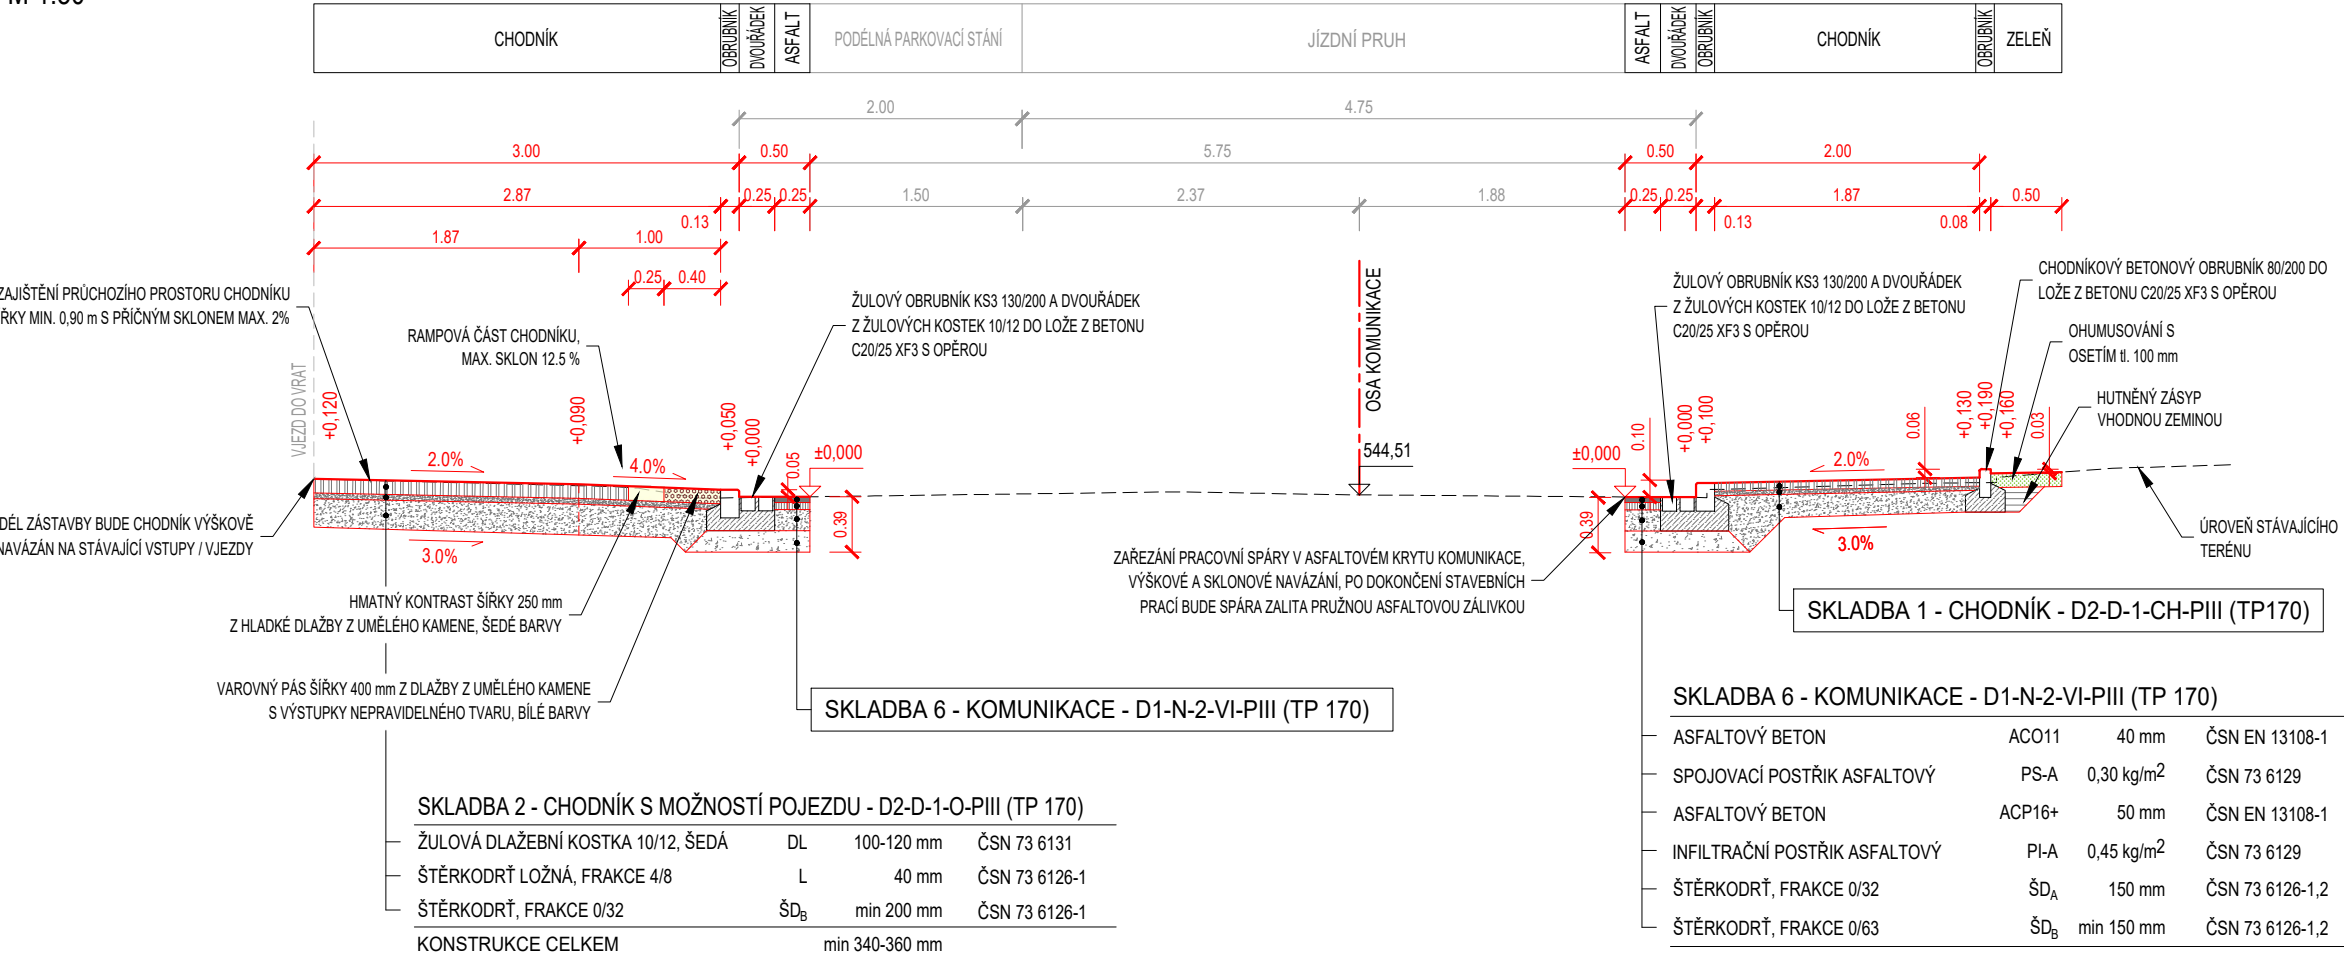 M 1:50
CHODNÍK
OBRUBNÍK
DVOUŘÁDEK
ASFALT
PODÉLNÁ PARKOVACÍ STÁNÍ
JÍZDNÍ PRUH
ASFALT
DVOUŘÁDEK
OBRUBNÍK
CHODNÍK
OBRUBNÍK
ZELEŇ
2.00
4.75
3.00
0.50
5.75
0.50
2.00
2.87
0.25
0.25
1.50
2.37
1.88
0.25
0.25
1.87
0.50
0.13
0.13
0.08
1.87
1.00
0.25
0.40
ZAJIŠTĚNÍ PRŮCHOZÍHO PROSTORU CHODNÍKU
ŘKY MIN. 0,90 m S PŘÍČNÝM SKLONEM MAX. 2%
RAMPOVÁ ČÁST CHODNÍKU,
MAX. SKLON 12.5 %
ŽULOVÝ OBRUBNÍK KS3 130/200 A DVOUŘÁDEK
Z ŽULOVÝCH KOSTEK 10/12 DO LOŽE Z BETONU
C20/25 XF3 S OPĚROU
OSA KOMUNIKACE
ŽULOVÝ OBRUBNÍK KS3 130/200 A DVOUŘÁDEK
Z ŽULOVÝCH KOSTEK 10/12 DO LOŽE Z BETONU
C20/25 XF3 S OPĚROU
CHODNÍKOVÝ BETONOVÝ OBRUBNÍK 80/200 DO
LOŽE Z BETONU C20/25 XF3 S OPĚROU
OHUMUSOVÁNÍ S
OSETÍM tl. 100 mm
HUTNĚNÝ ZÁSYP
VHODNOU ZEMINOU
VJEZD DO VRAT
+0,120
+0,090
+0,050
+0,000
0.05
±0,000
544,51
±0,000
0.10
+0,000
+0,100
0.06
+0,130
+0,190
+0,160
0.03
2.0%
4.0%
2.0%
3.0%
0.39
0.39
3.0%
DÉL ZÁSTAVBY BUDE CHODNÍK VÝŠKOVĚ
NAVÁZÁN NA STÁVAJÍCÍ VSTUPY / VJEZDY
ÚROVEŇ STÁVAJÍCÍHO
TERÉNU
ZAŘEZÁNÍ PRACOVNÍ SPÁRY V ASFALTOVÉM KRYTU KOMUNIKACE,
VÝŠKOVÉ A SKLONOVÉ NAVÁZÁNÍ, PO DOKONČENÍ STAVEBNÍCH
PRACÍ BUDE SPÁRA ZALITA PRUŽNOU ASFALTOVOU ZÁLIVKOU
HMATNÝ KONTRAST ŠÍŘKY 250 mm
Z HLADKÉ DLAŽBY Z UMĚLÉHO KAMENE, ŠEDÉ BARVY
SKLADBA 1 - CHODNÍK - D2-D-1-CH-PIII (TP170)
VAROVNÝ PÁS ŠÍŘKY 400 mm Z DLAŽBY Z UMĚLÉHO KAMENE
S VÝSTUPKY NEPRAVIDELNÉHO TVARU, BÍLÉ BARVY
SKLADBA 6 - KOMUNIKACE - D1-N-2-VI-PIII (TP 170)
SKLADBA 2 - CHODNÍK S MOŽNOSTÍ POJEZDU - D2-D-1-O-PIII (TP 170)
ŽULOVÁ DLAŽEBNÍ KOSTKA 10/12, ŠEDÁ DL 100-120 mm ČSN 73 6131
ŠTĚRKODRŤ LOŽNÁ, FRAKCE 4/8 L 40 mm ČSN 73 6126-1
ŠTĚRKODRŤ, FRAKCE 0/32 ŠDB min 200 mm ČSN 73 6126-1
KONSTRUKCE CELKEM min 340-360 mm
SKLADBA 6 - KOMUNIKACE - D1-N-2-VI-PIII (TP 170)
ASFALTOVÝ BETON ACO11 40 mm ČSN EN 13108-1
SPOJOVACÍ POSTŘIK ASFALTOVÝ PS-A 0,30 kg/m2 ČSN 73 6129
ASFALTOVÝ BETON ACP16+ 50 mm ČSN EN 13108-1
INFILTRAČNÍ POSTŘIK ASFALTOVÝ PI-A 0,45 kg/m2 ČSN 73 6129
ŠTĚRKODRŤ, FRAKCE 0/32 ŠDA 150 mm ČSN 73 6126-1,2
ŠTĚRKODRŤ, FRAKCE 0/63 ŠDB min 150 mm ČSN 73 6126-1,2